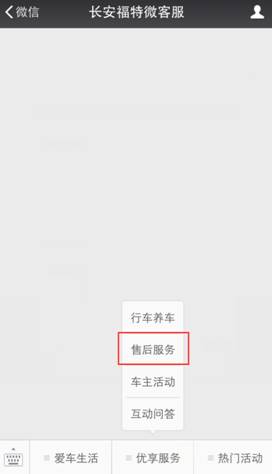 微信 长安福特微客服
行车养车
售后服务
车主活动
互动问答
爱车生活 优享服务 热门活动